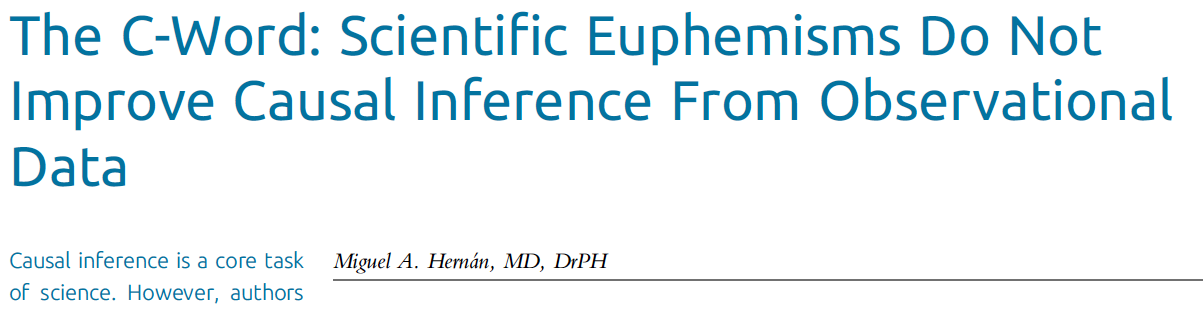 The C-Word: Scientific Euphemisms Do Not
Improve Causal Inference From Observational
Data
Causal inference is a core task
of science. However, authors
Miguel A. Hernán, MD, DrPH